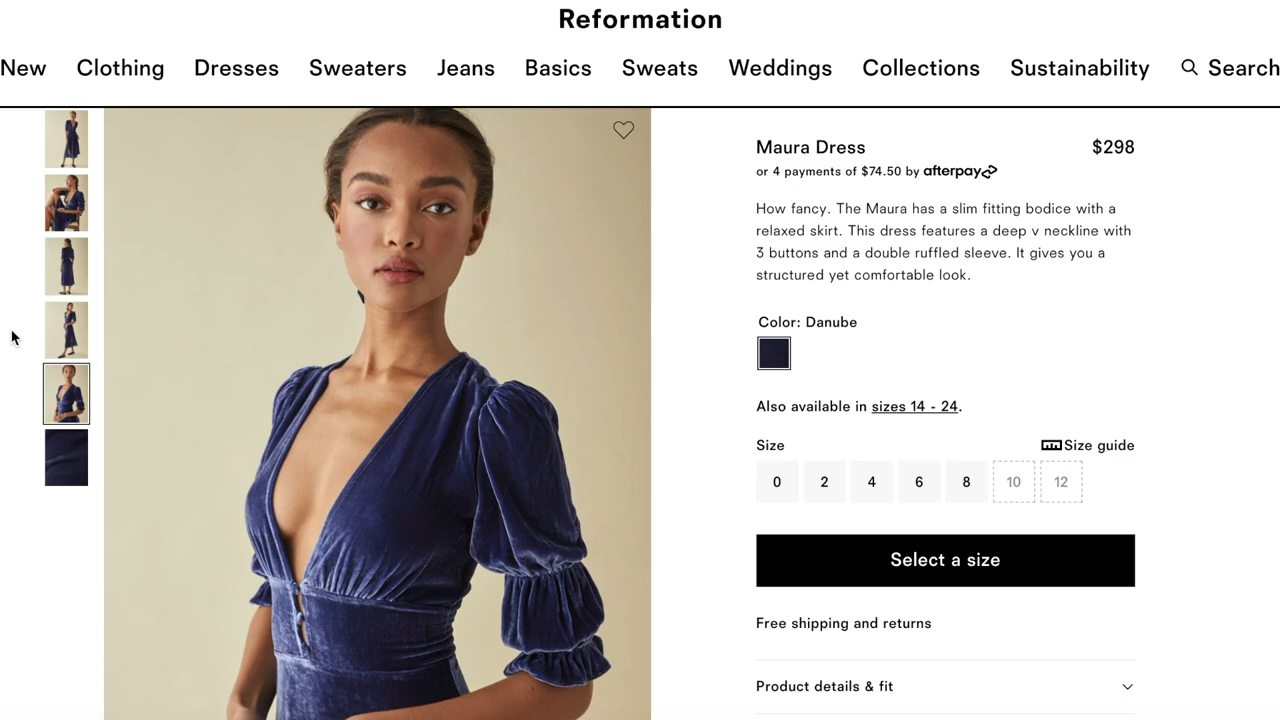 Reformation
New Clothing Dresses Sweaters Jeans Basics Sweats Weddings Collections Sustainability Search
Maura Dress $298
or 4 payments of $74.50 by afterpay
How fancy. The Maura has a slim fitting bodice with a
relaxed skirt. This dress features a deep v neckline with
3 buttons and a double ruffled sleeve. It gives you a
structured yet comfortable look.
Color: Danube
Also available in sizes 14 - 24.
Size Size guide
0 2 4 6 8 10 12
Select a size
Free shipping and returns
Product details & fit